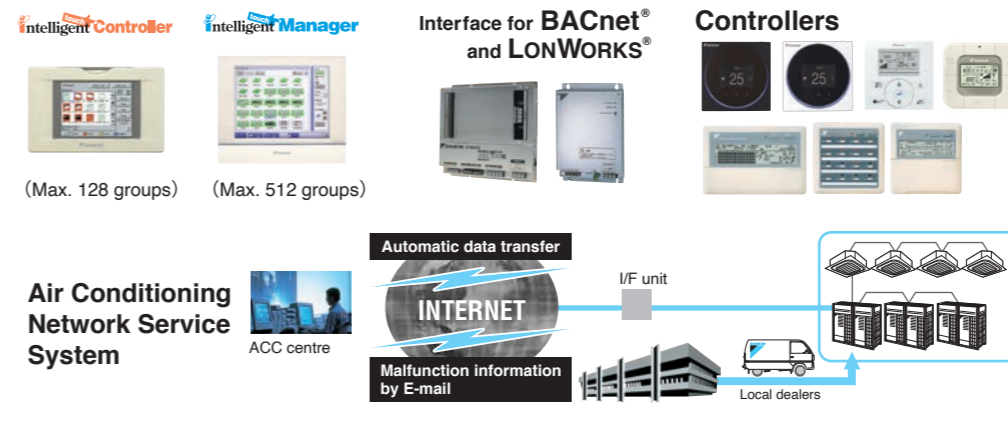 intelligent touch Controller
intelligent touch Manager
Interface for BACnet®
and LONWORKS®
Controllers
(Max. 128 groups)
(Max. 512 groups)
25
25
Air Conditioning
Network Service
System
ACC centre
Automatic data transfer
INTERNET
Malfunction information
by E-mail
I/F unit
DAIKIN
Local dealers